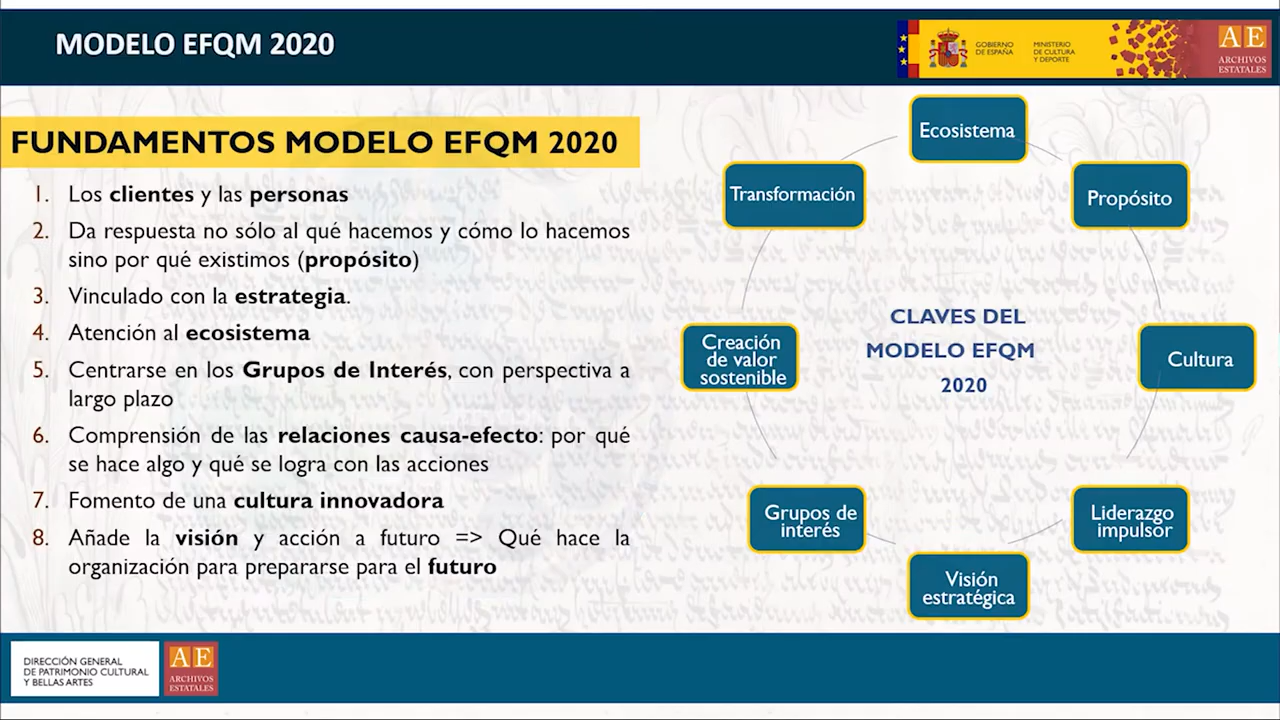 MODELO EFQM 2020
GOBIERNO
DE ESPAÑA
MINISTERIO
DE CULTURA
Y DEPORTE
AE
ARCHIVOS
ESTATALES
FUNDAMENTOS MODELO EFQM 2020
1. Los clientes y las personas
2. Da respuesta no sólo al qué hacemos y cómo lo hacemos
sino por qué existimos (propósito)
3. Vinculado con la estrategia.
4. Atención al ecosistema
5. Centrarse en los Grupos de Interés, con perspectiva a
largo plazo
6. Comprensión de las relaciones causa-efecto: por qué
se hace algo y qué se logra con las acciones
7. Fomento de una cultura innovadora
8. Añade la visión y acción a futuro => Qué hace la
organización para prepararse para el futuro
CLAVES DEL
MODELO EFQM
2020
Ecosistema
Propósito
Cultura
Liderazgo
impulsor
Visión
estratégica
Grupos de
interés
Creación
de valor
sostenible
Transformación
DIRECCIÓN GENERAL
DE PATRIMONIO CULTURAL
Y BELLAS ARTES
AE
ARCHIVOS
ESTATALES